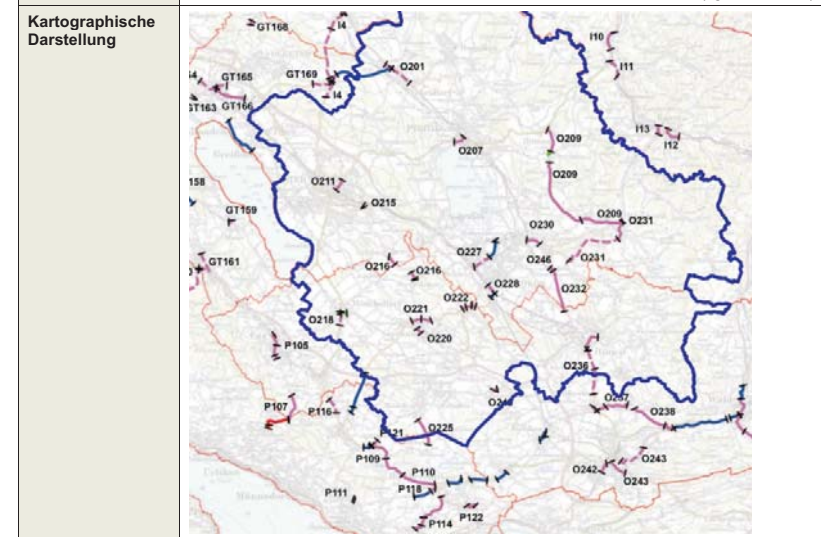 Kartographische
Darstellung
GT168
I4
I10
GT165
GT169
O201
I11
I4
GT163
GT166
O209
I13
I12
O207
O209
158
O211
O215
GT159
O209
O231
O230
O227
GT161
O216
O216
O246
O231
O228
O232
O222
O218
O221
O220
P105
O236
P107
P116
O237
O238
P121
O225
P109
P110
O243
O242
O243
P111
P118
P122
P114